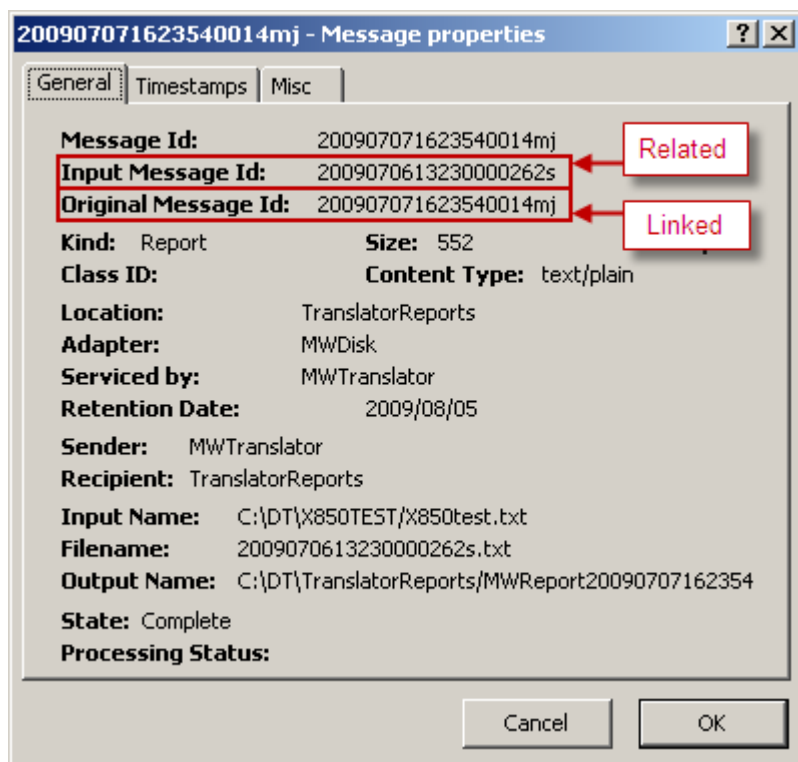 200907071623540014mj - Message properties
General Timestamps Misc
Message Id: 200907071623540014mj
Related
Input Message Id: 20090706132300000262s
Original Message Id: 200907071623540014mj
Linked
Kind: Report Size: 552
Class ID: Content Type: text/plain
Location: TranslatorReports
Adapter: MWDisk
Serviced by: MWTranslator
Retention Date: 2009/08/05
Sender: MWTranslator
Recipient: TranslatorReports
Input Name: C:\DT\X850TEST/X850test.txt
Filename: 20090706132300000262s.txt
Output Name: C:\DT\TranslatorReports/MWReport20090707162354
State: Complete
Processing Status:
Cancel OK